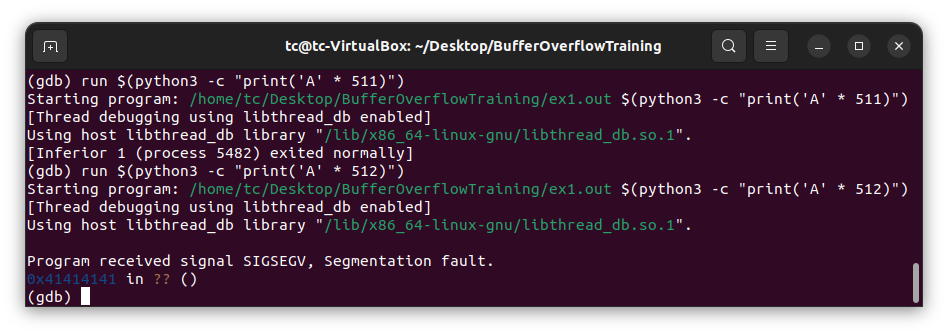 tc@tc-VirtualBox: ~/Desktop/BufferOverflowTraining
(gdb) run $(python3 -c "print('A' * 511)")
Starting program: /home/tc/Desktop/BufferOverflowTraining/ex1.out $(python3 -c "print('A' * 511)")
[Thread debugging using libthread_db enabled]
Using host libthread_db library "/lib/x86_64-linux-gnu/libthread_db.so.1".
[Inferior 1 (process 5482) exited normally]
(gdb) run $(python3 -c "print('A' * 512)")
Starting program: /home/tc/Desktop/BufferOverflowTraining/ex1.out $(python3 -c "print('A' * 512)")
[Thread debugging using libthread_db enabled]
Using host libthread_db library "/lib/x86_64-linux-gnu/libthread_db.so.1".
Program received signal SIGSEGV, Segmentation fault.
0x41414141 in ?? ()
(gdb)